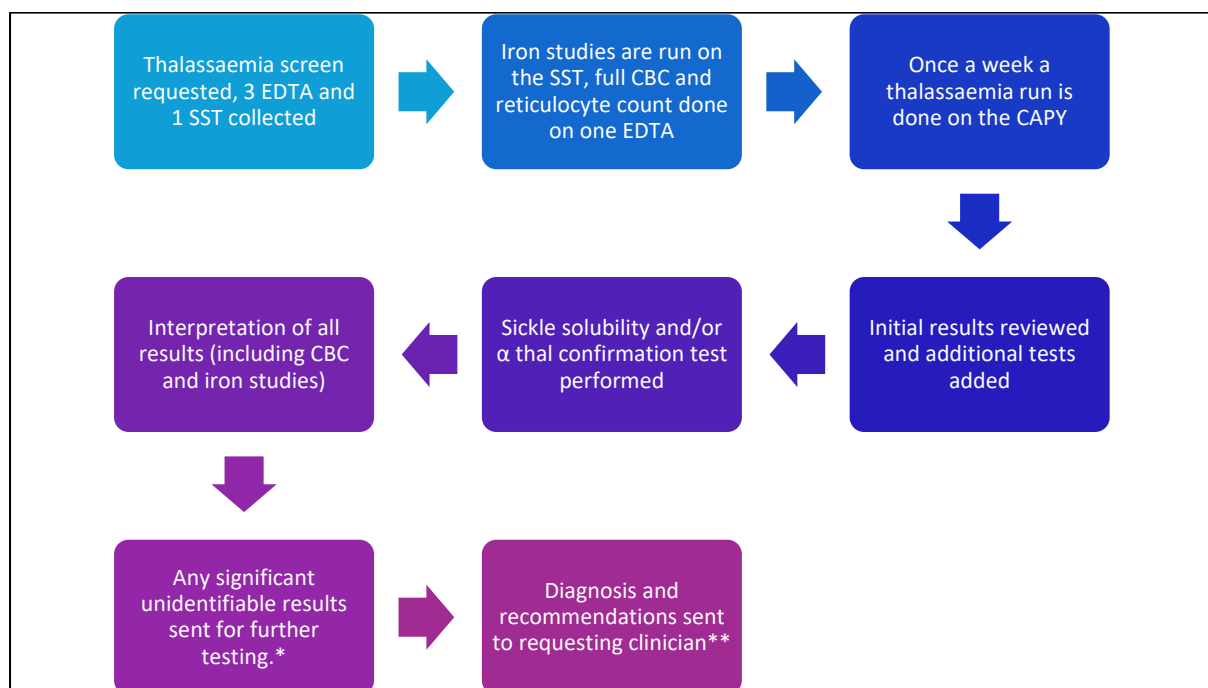 Thalassaemia screen
requested, 3 EDTA and
1 SST collected
Iron studies are run on
the SST, full CBC and
reticulocyte count done
on one EDTA
Once a week a
thalassaemia run is
done on the CAPY
Initial results reviewed
and additional tests
added
Sickle solubility and/or
α thal confirmation test
performed
Interpretation of all
results (including CBC
and iron studies)
Any significant
unidentifiable results
sent for further
testing.*
Diagnosis and
recommendations sent
to requesting clinician**